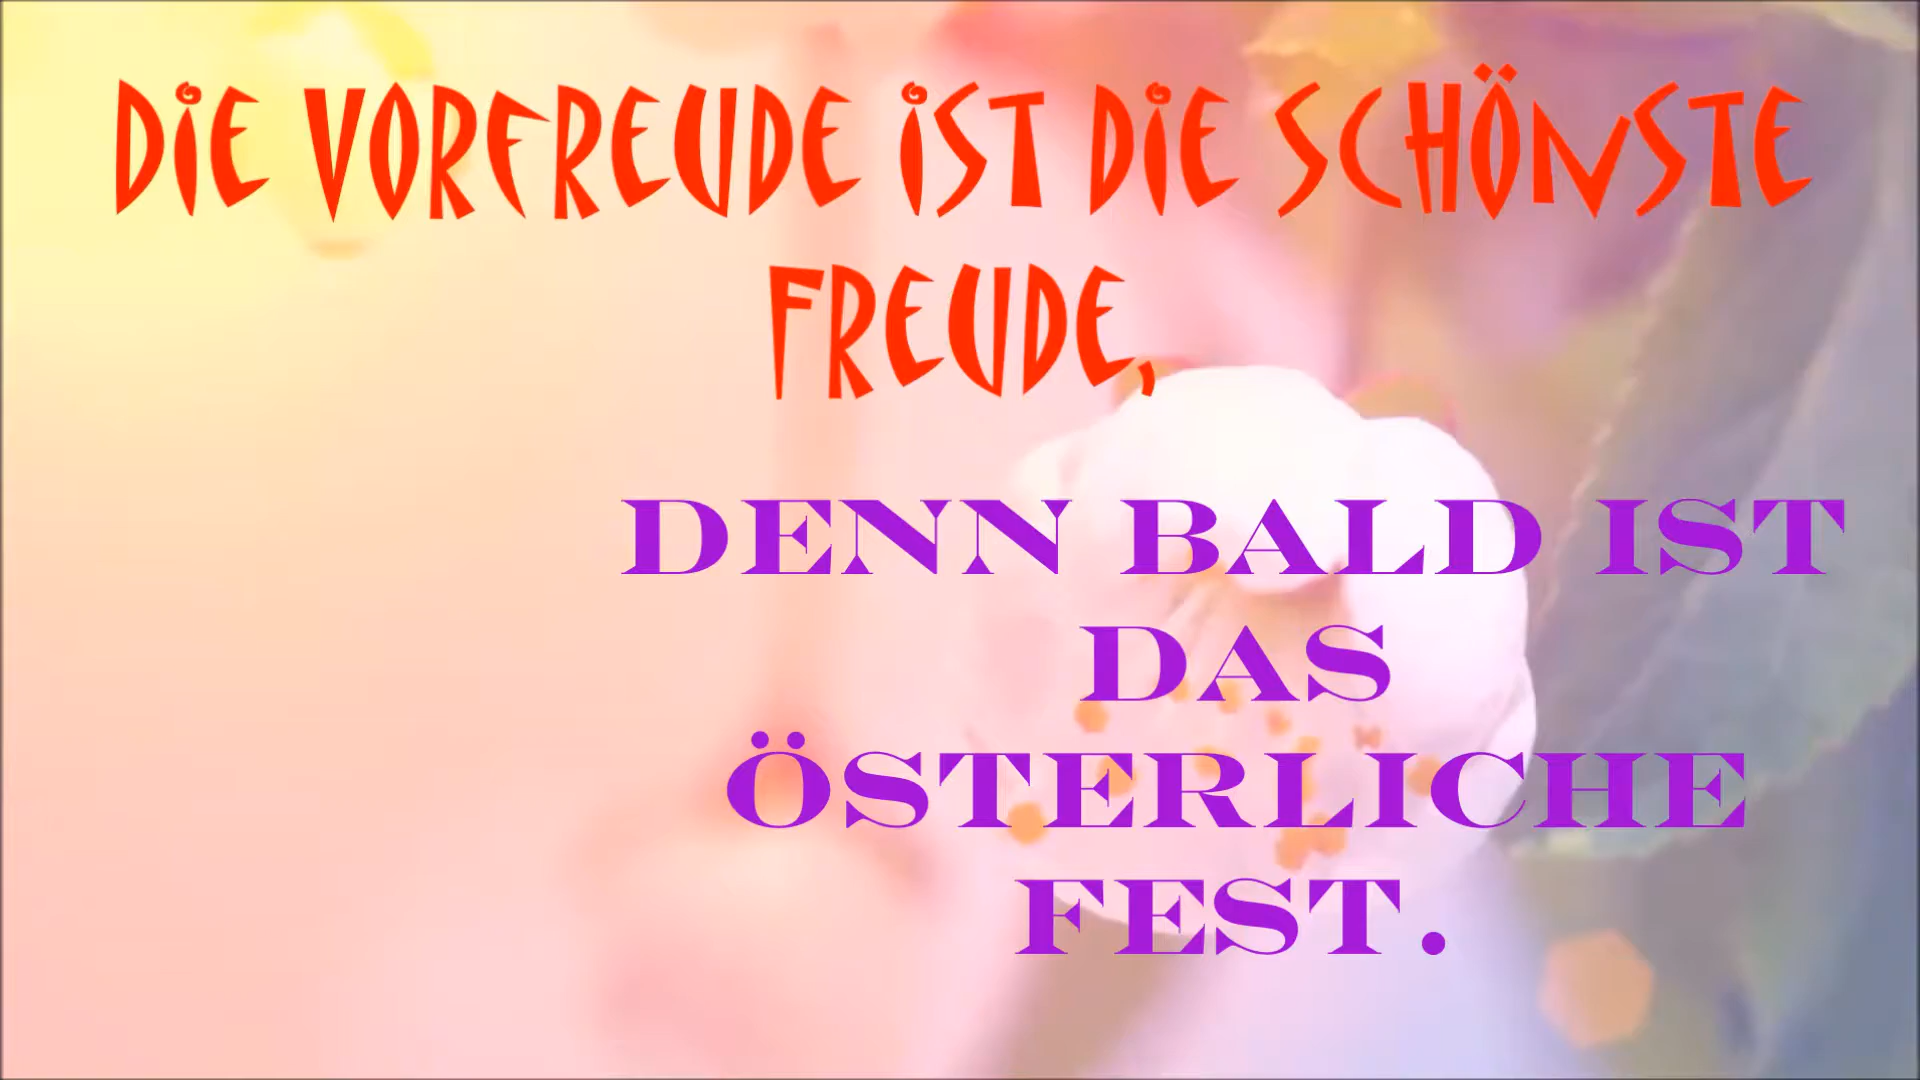 DIE VORFREUDE IST DIE SCHÖNSTE
FREUDE,
DENN BALD IST
DAS
ÖSTERLICHE
FEST.